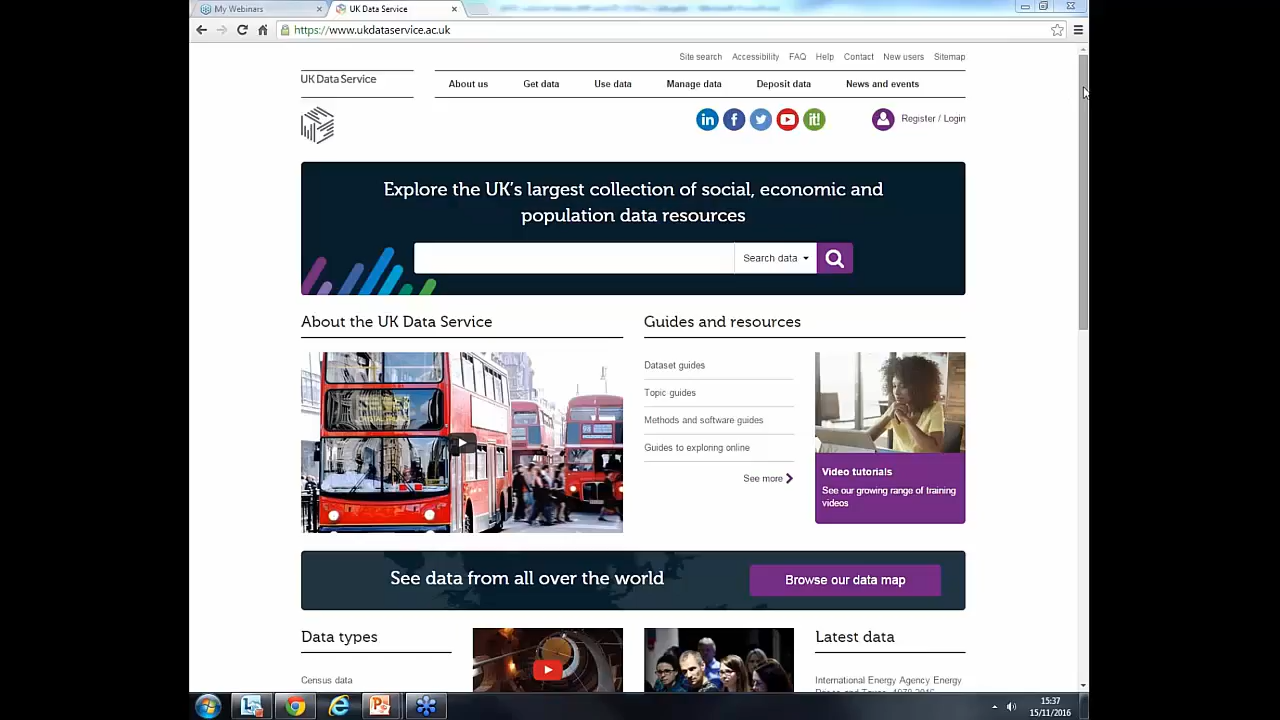 My Webinars
UK Data Service
https://www.ukdataservice.ac.uk
Site search Accessibility FAQ Help Contact New users Sitemap
UK Data Service
About us Get data Use data Manage data Deposit data News and events
in f it!
Register / Login
Explore the UK's largest collection of social, economic and
population data resources
Search data
About the UK Data Service
Guides and resources
Dataset guides
Topic guides
Methods and software guides
Guides to exploring online
See more
Video tutorials
See our growing range of training
videos
See data from all over the world
Browse our data map
Data types
Latest data
Census data
International Energy Agency Energy
15:37
15/11/2016